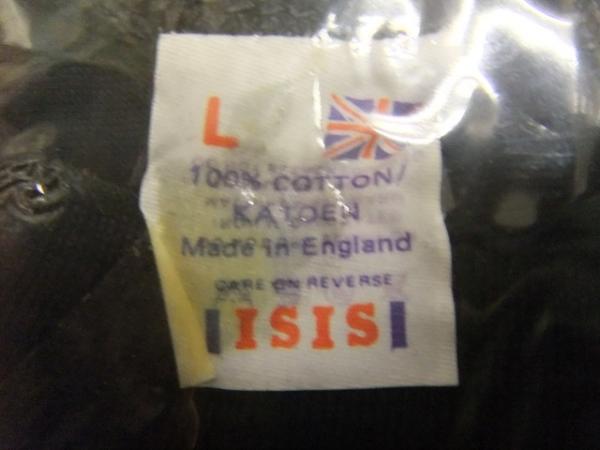 L
100% COTTON/
KATOEN
Made in England
CARE ON REVERSE
ISIS